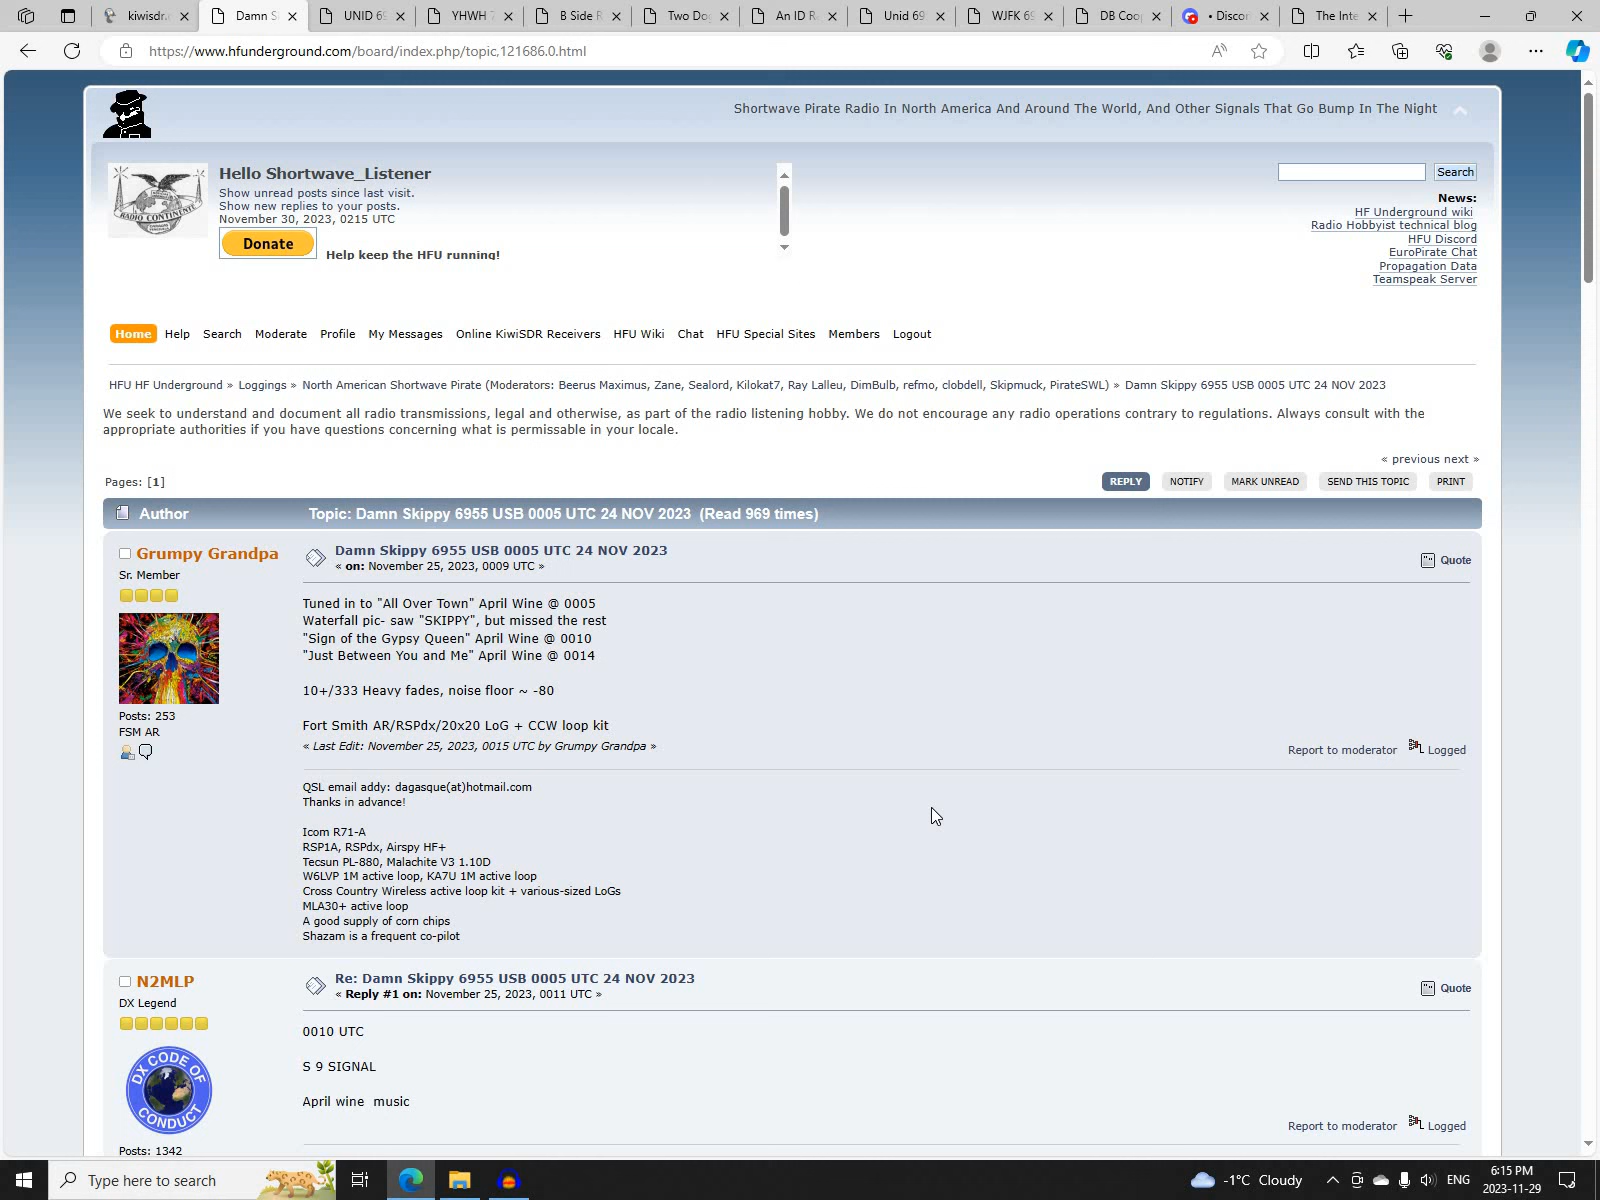 kiwisdr.
Damn S
UNID 69
YHWH 7
B Side R
Two Do
An ID R
Unid 69
WJFK 69
DB Coo
• Discor
The Inte
https://www.hfunderground.com/board/index.php/topic,121686.0.html
Shortwave Pirate Radio In North America And Around The World, And Other Signals That Go Bump In The Night
RADIO CONTINENTE
Hello Shortwave_Listener
Show unread posts since last visit.
Show new replies to your posts.
November 30, 2023, 0215 UTC
Donate
Help keep the HFU running!
Search
News:
HF Underground wiki
Radio Hobbyist technical blog
HFU Discord
EuroPirate Chat
Propagation Data
Teamspeak Server
Home Help Search Moderate Profile My Messages Online KiwiSDR Receivers HFU Wiki Chat HFU Special Sites Members Logout
HFU HF Underground » Loggings » North American Shortwave Pirate (Moderators: Beerus Maximus, Zane, Sealord, Kilokat7, Ray Lalleu, DimBulb, refmo, clobdell, Skipmuck, PirateSWL) » Damn Skippy 6955 USB 0005 UTC 24 NOV 2023
We seek to understand and document all radio transmissions, legal and otherwise, as part of the radio listening hobby. We do not encourage any radio operations contrary to regulations. Always consult with the
appropriate authorities if you have questions concerning what is permissable in your locale.
« previous next »
Pages: [1]
REPLY NOTIFY MARK UNREAD SEND THIS TOPIC PRINT
Author Topic: Damn Skippy 6955 USB 0005 UTC 24 NOV 2023 (Read 969 times)
Grumpy Grandpa
Sr. Member
Posts: 253
FSM AR
Damn Skippy 6955 USB 0005 UTC 24 NOV 2023
« on: November 25, 2023, 0009 UTC »
Quote
Tuned in to "All Over Town" April Wine @ 0005
Waterfall pic- saw "SKIPPY", but missed the rest
"Sign of the Gypsy Queen" April Wine @ 0010
"Just Between You and Me" April Wine @ 0014
10+/333 Heavy fades, noise floor ~ -80
Fort Smith AR/RSPdx/20x20 LoG + CCW loop kit
« Last Edit: November 25, 2023, 0015 UTC by Grumpy Grandpa »
Report to moderator Logged
QSL email addy: dagasque(at)hotmail.com
Thanks in advance!
Icom R71-A
RSP1A, RSPdx, Airspy HF+
Tecsun PL-880, Malachite V3 1.10D
W6LVP 1M active loop, KA7U 1M active loop
Cross Country Wireless active loop kit + various-sized LoGs
MLA30+ active loop
A good supply of corn chips
Shazam is a frequent co-pilot
N2MLP
DX Legend
DX CODE OF
CONDUCT
Posts: 1342
Re: Damn Skippy 6955 USB 0005 UTC 24 NOV 2023
« Reply #1 on: November 25, 2023, 0011 UTC »
Quote
0010 UTC
S 9 SIGNAL
April wine music
Report to moderator Logged
Type here to search
-1°C Cloudy
ENG
6:15 PM
2023-11-29